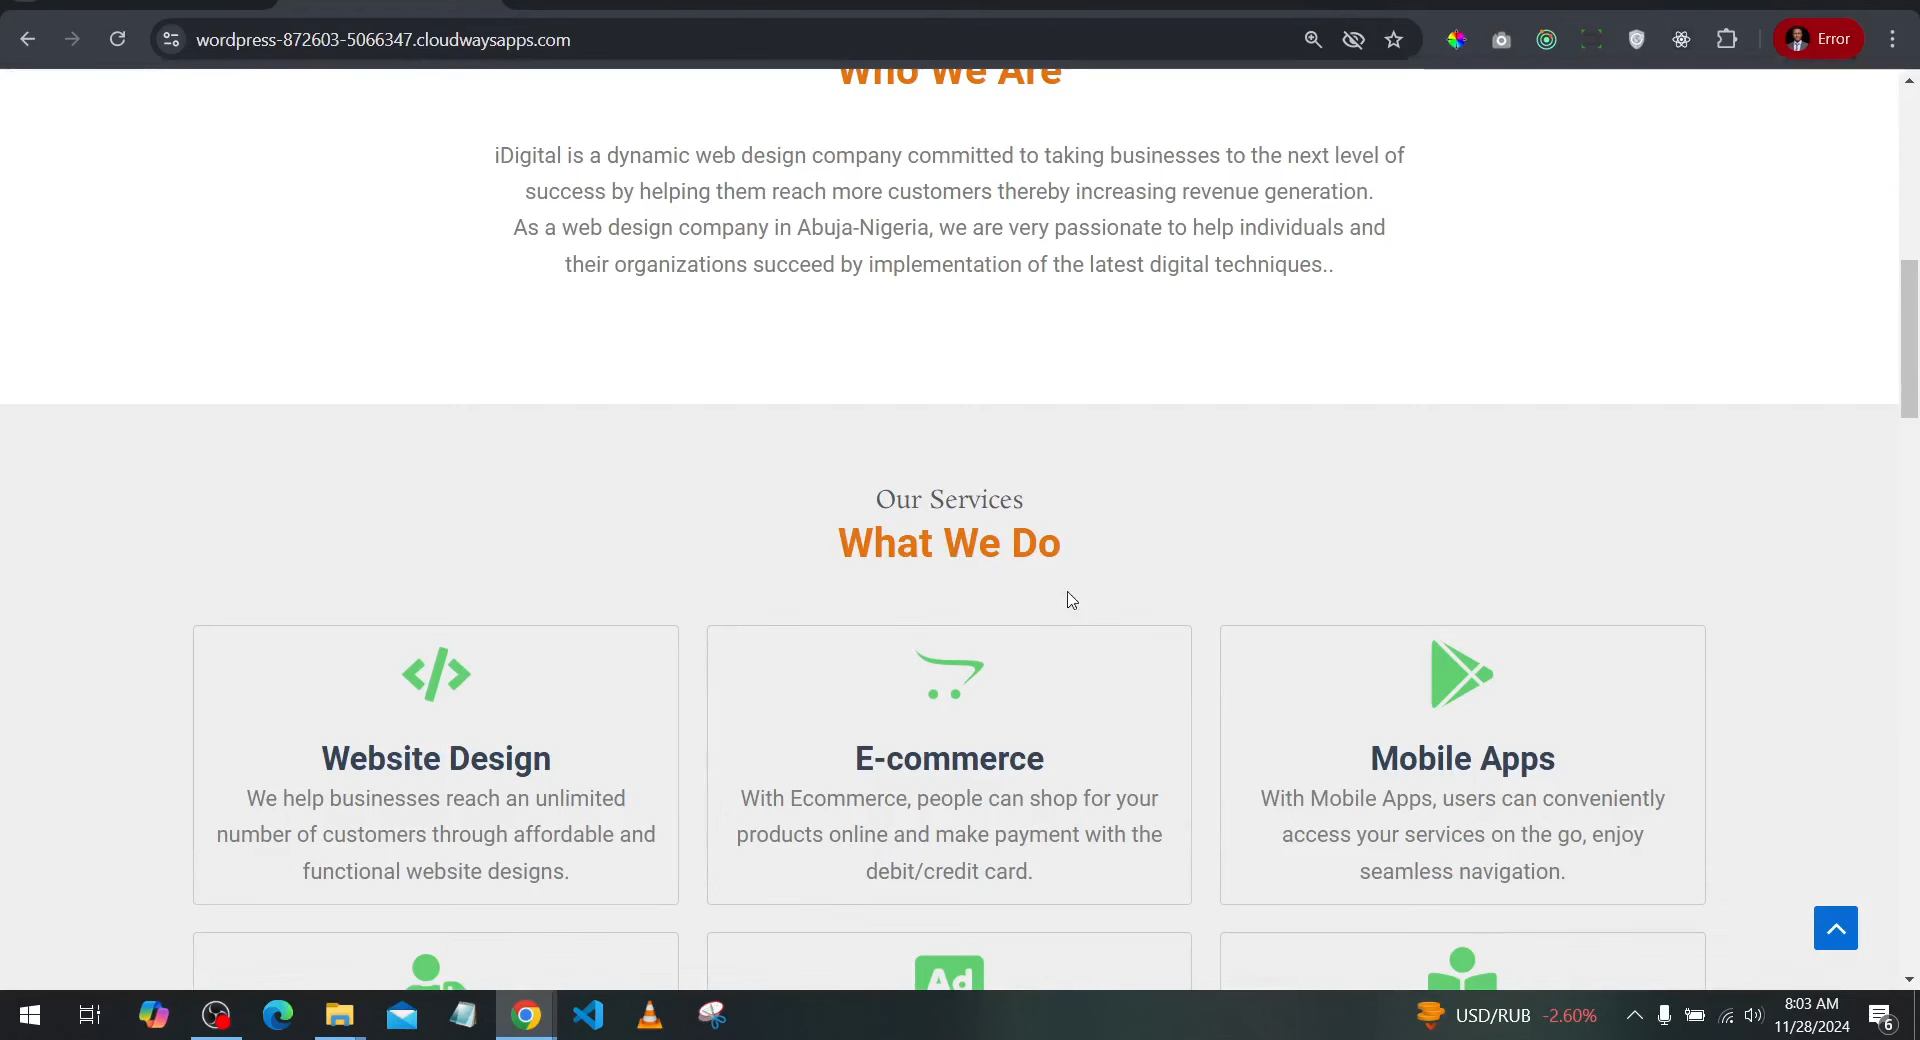 wordpress-872603-5066347.cloudwaysapps.com
Error
Who We Are
iDigital is a dynamic web design company committed to taking businesses to the next level of
success by helping them reach more customers thereby increasing revenue generation.
As a web design company in Abuja-Nigeria, we are very passionate to help individuals and
their organizations succeed by implementation of the latest digital techniques..
Our Services
What We Do
Website Design
We help businesses reach an unlimited
number of customers through affordable and
functional website designs.
E-commerce
With Ecommerce, people can shop for your
products online and make payment with the
debit/credit card.
Mobile Apps
With Mobile Apps, users can conveniently
access your services on the go, enjoy
seamless navigation.
Ad
USD/RUB -2.60%
8:03 AM
11/28/2024
6